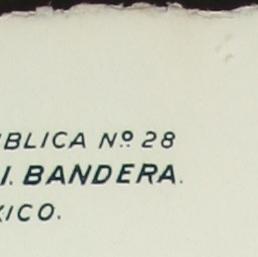 BLICA Nº 28
I. BANDERA.
XICO.